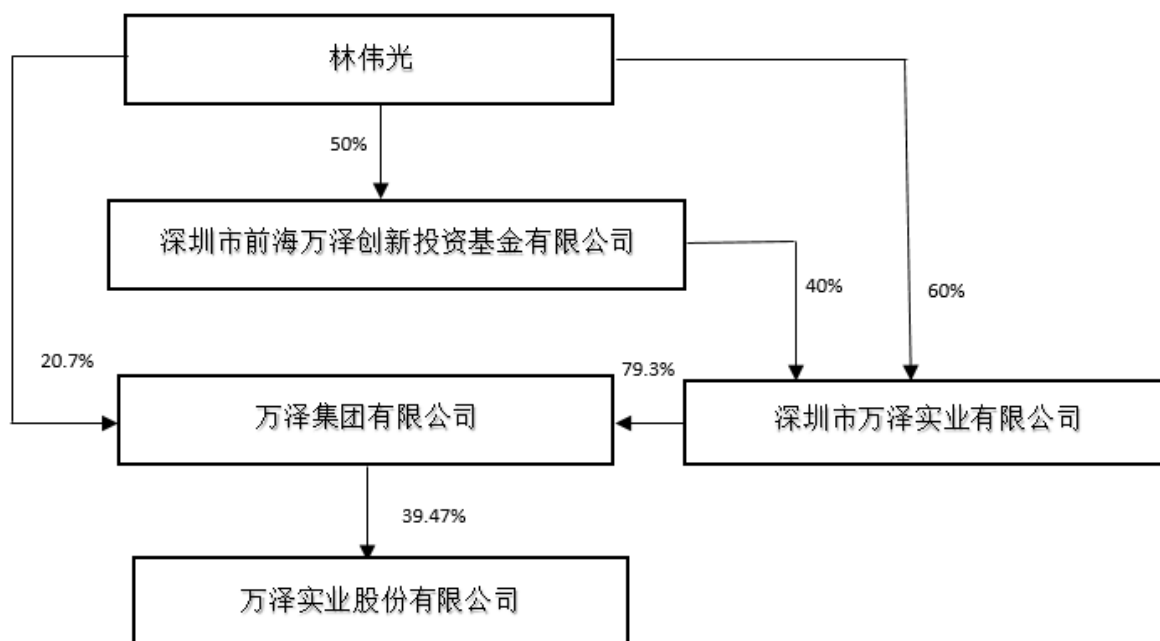 林伟光
50%
深圳市前海万泽创新投资基金有限公司
40%
60%
20.7%
79.3%
万泽集团有限公司
深圳市万泽实业有限公司
39.47%
万泽实业股份有限公司